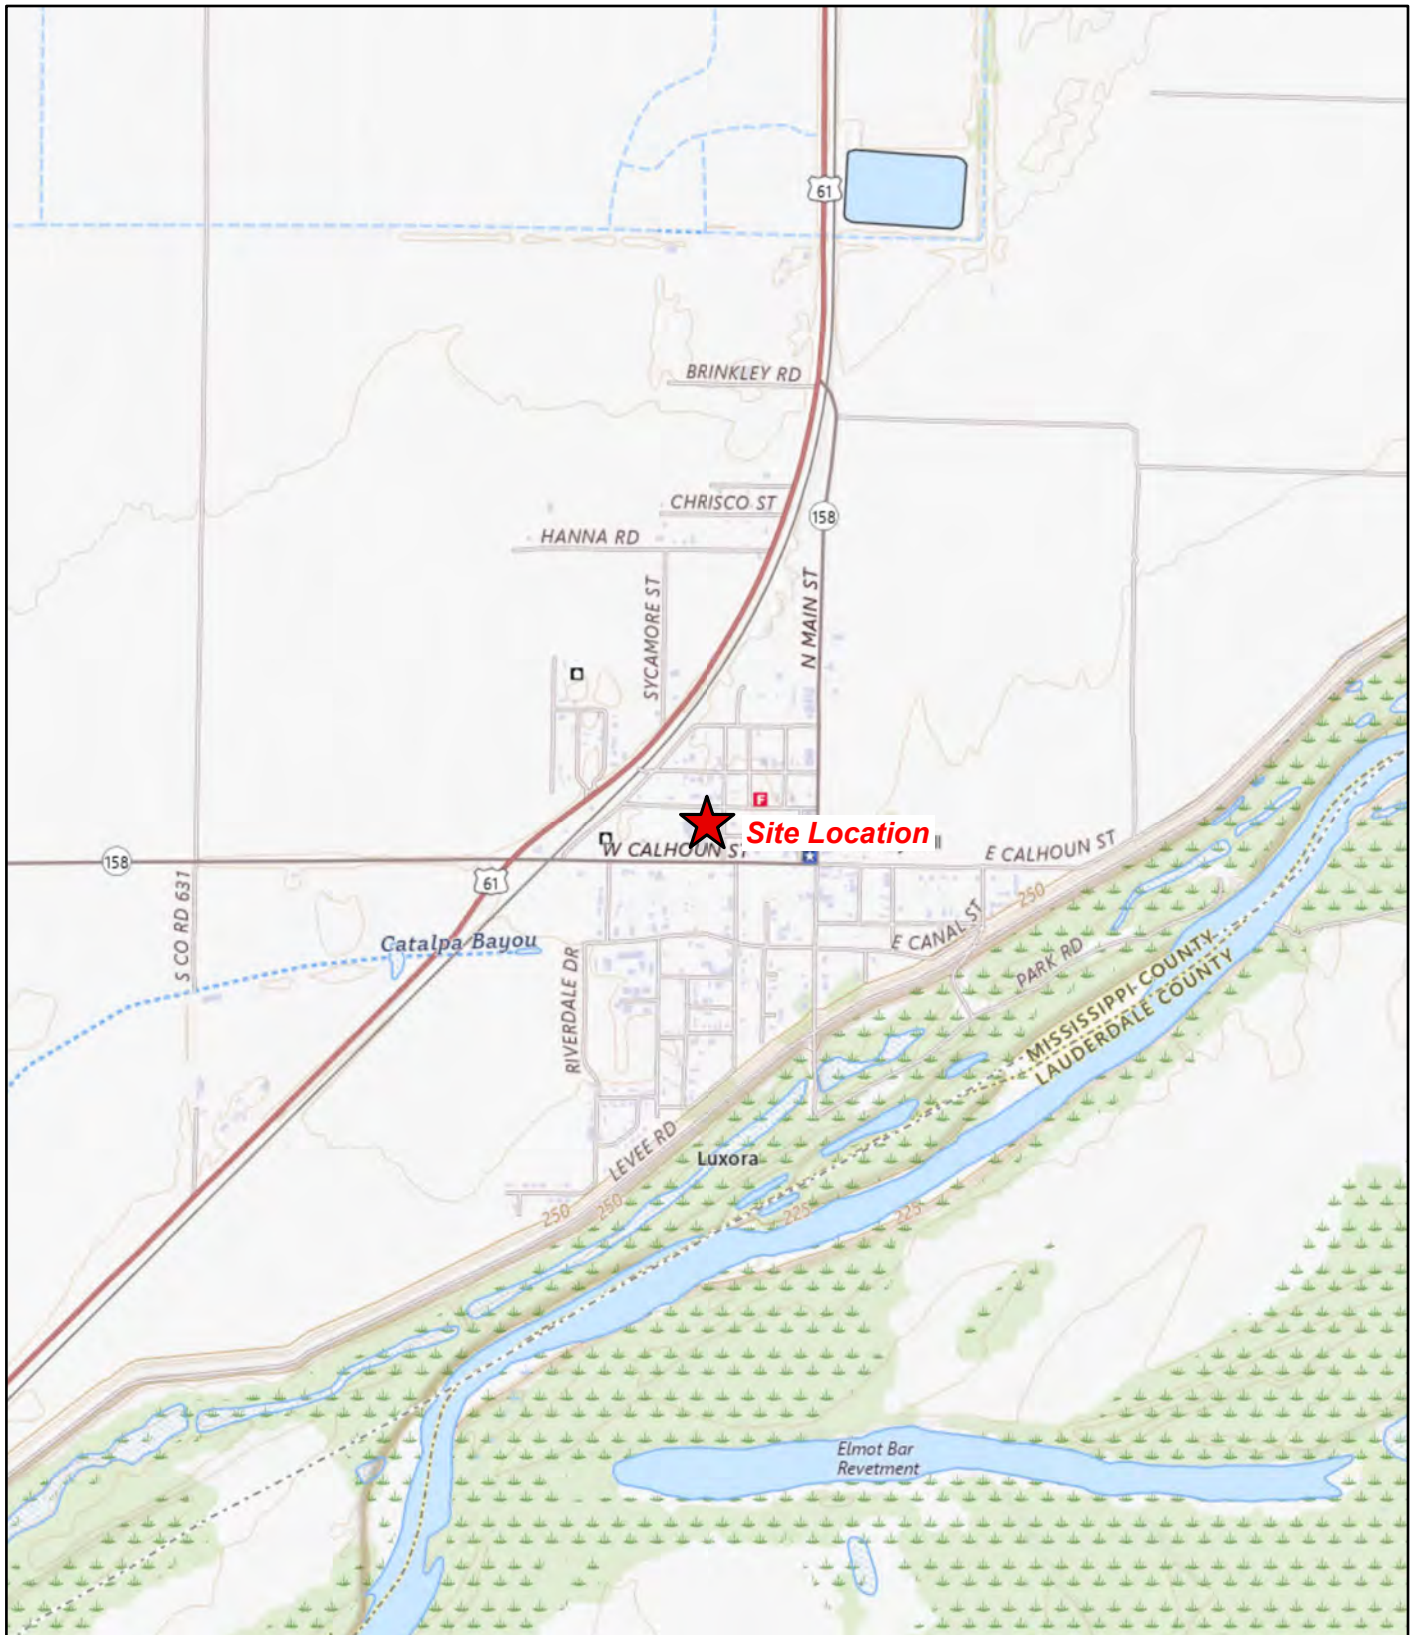 61
BRINKLEY RD
CHRISCO ST
158
HANNA RD
SYCAMORE ST
N MAIN ST
F
Site Location
W CALHOUN ST
E CALHOUN ST
158
61
S CO RD 631
250
E CANAL ST
Catalpa Bayou
PARK RD
RIVERDALE DR
MISSISSIPPI COUNTY
LAUDERDALE COUNTY
LEVEE RD
Luxora
250
250
225
225
Elmot Bar
Revetment